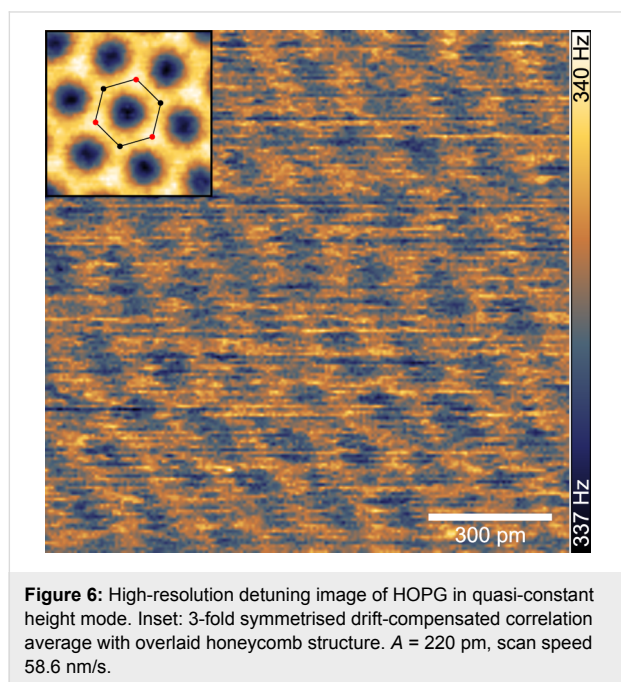 340 Hz
337 Hz
300 pm
Figure 6: High-resolution detuning image of HOPG in quasi-constant
height mode. Inset: 3-fold symmetrised drift-compensated correlation
average with overlaid honeycomb structure. A = 220 pm, scan speed
58.6 nm/s.